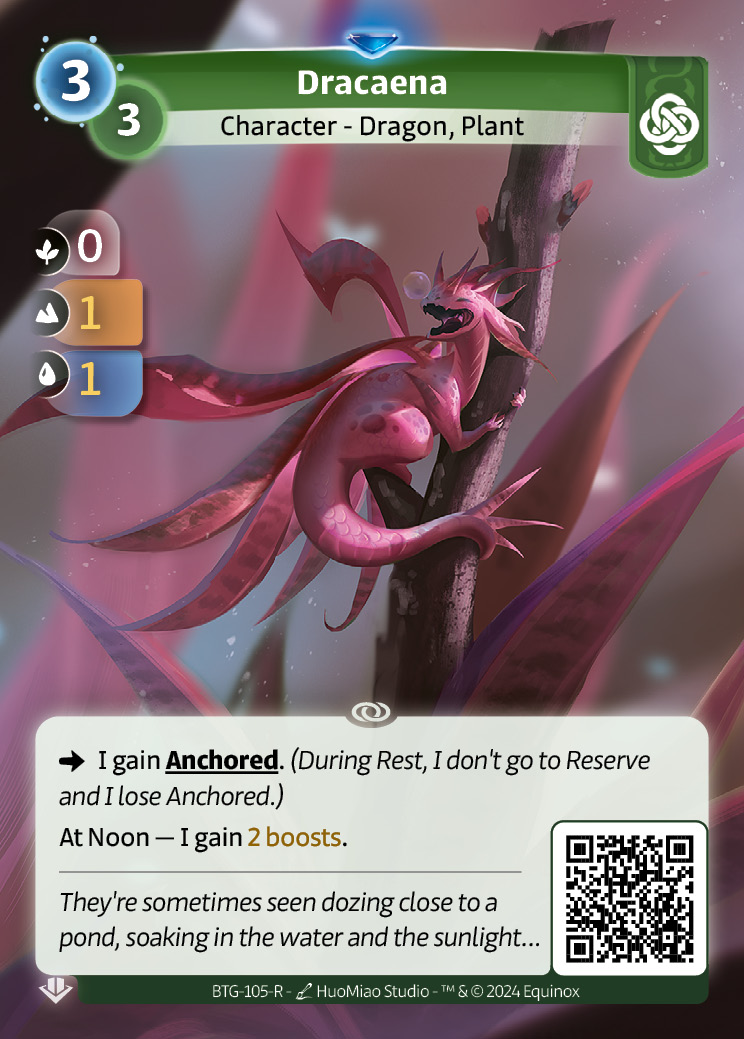 3
Dracaena
3
Character - Dragon, Plant
0
1
1
I gain Anchored. (During Rest, I don't go to Reserve
and I lose Anchored.)
At Noon — I gain 2 boosts.
They're sometimes seen dozing close to a
pond, soaking in the water and the sunlight...
BTG-105-R - HuoMiao Studio - ™ & © 2024 Equinox